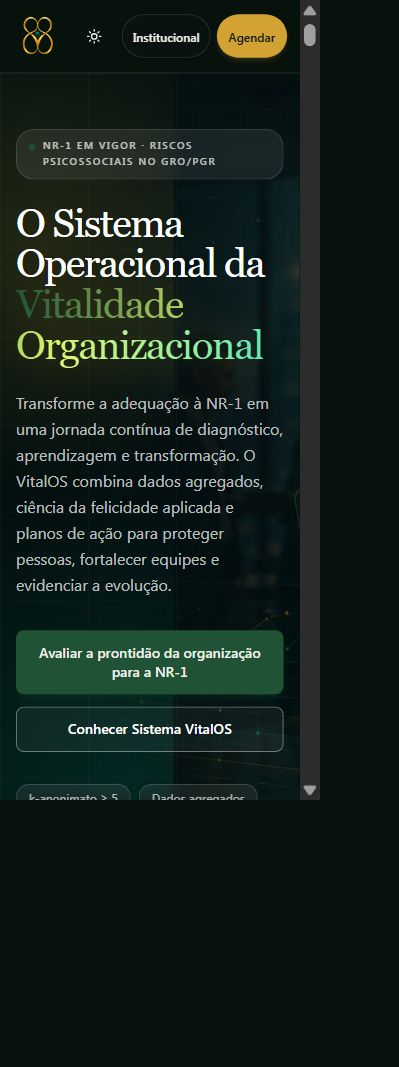 Institucional
Agendar
NR-1 EM VIGOR · RISCOS
PSICOSSOCIAIS NO GRO/PGR
O Sistema
Operacional da
Vitalidade
Organizacional
Transforme a adequação à NR-1 em
uma jornada contínua de diagnóstico,
aprendizagem e transformação. O
VitalOS combina dados agregados,
ciência da felicidade aplicada e
planos de ação para proteger
pessoas, fortalecer equipes e
evidenciar a evolução.
Avaliar a prontidão da organização
para a NR-1
Conhecer Sistema VitalOS
k-anonimato ≥ 5
Dados agregados